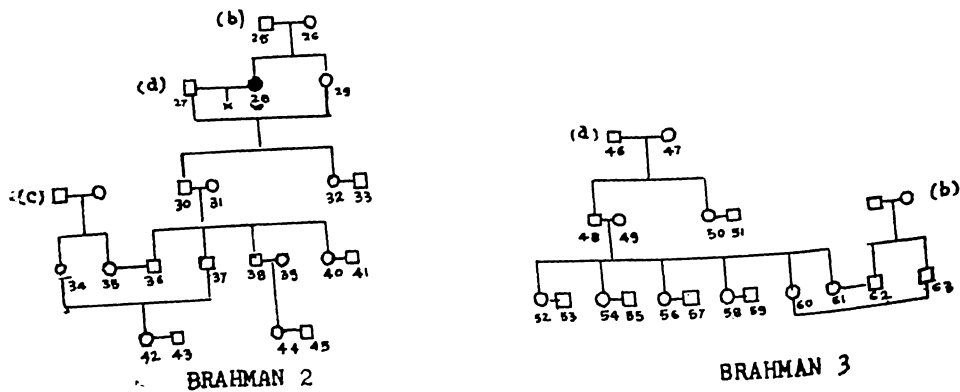 (b)
25 26
(d)
27 x 28 29
30 31 32 33
(c)
34 35 36 37 38 39 40 41
42 43 44 45
BRAHMAN 2
(a)
46 47
(b)
48 49 50 51
52 53 54 55 56 57 58 59 60 61 62 63
BRAHMAN 3